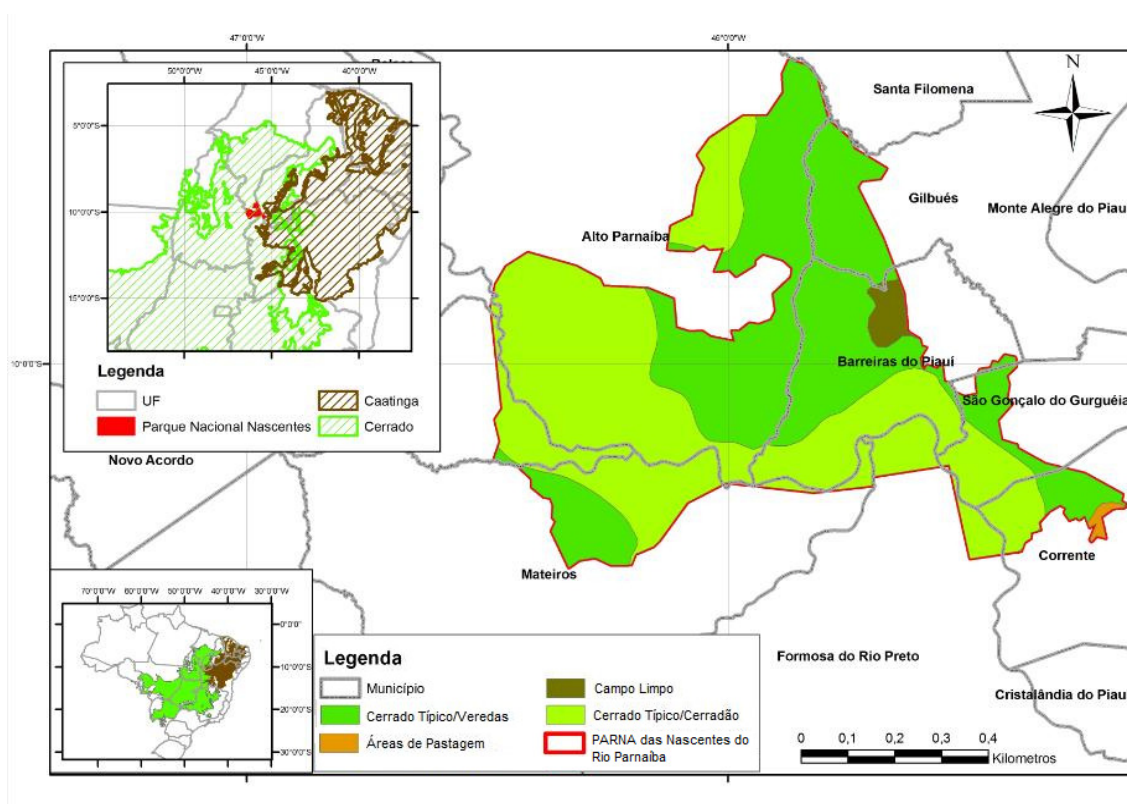 47°0'0"W 46°0'0"W
50°0'0"W 45°0'0"W 40°0'0"W
5°0'0"S
10°0'0"S
15°0'0"S
Legenda
UF
Caatinga
Parque Nacional Nascentes
Cerrado
N
Santa Filomena
Gilbués
Monte Alegre do Piauí
Alto Parnaíba
10°0'0"S
Barreiras do Piauí
São Gonçalo do Gurguéia
Novo Acordo
Corrente
Mateiros
Formosa do Rio Preto
Cristalândia do Piauí
70°0'0"W 60°0'0"W 50°0'0"W 40°0'0"W 30°0'0"W
0°0'0"
10°0'0"S
20°0'0"S
30°0'0"S
Legenda
Município
Campo Limpo
Cerrado Típico/Veredas
Cerrado Típico/Cerradão
Áreas de Pastagem
PARNA das Nascentes do
Rio Parnaíba
0 0,1 0,2 0,3 0,4
Kilometros